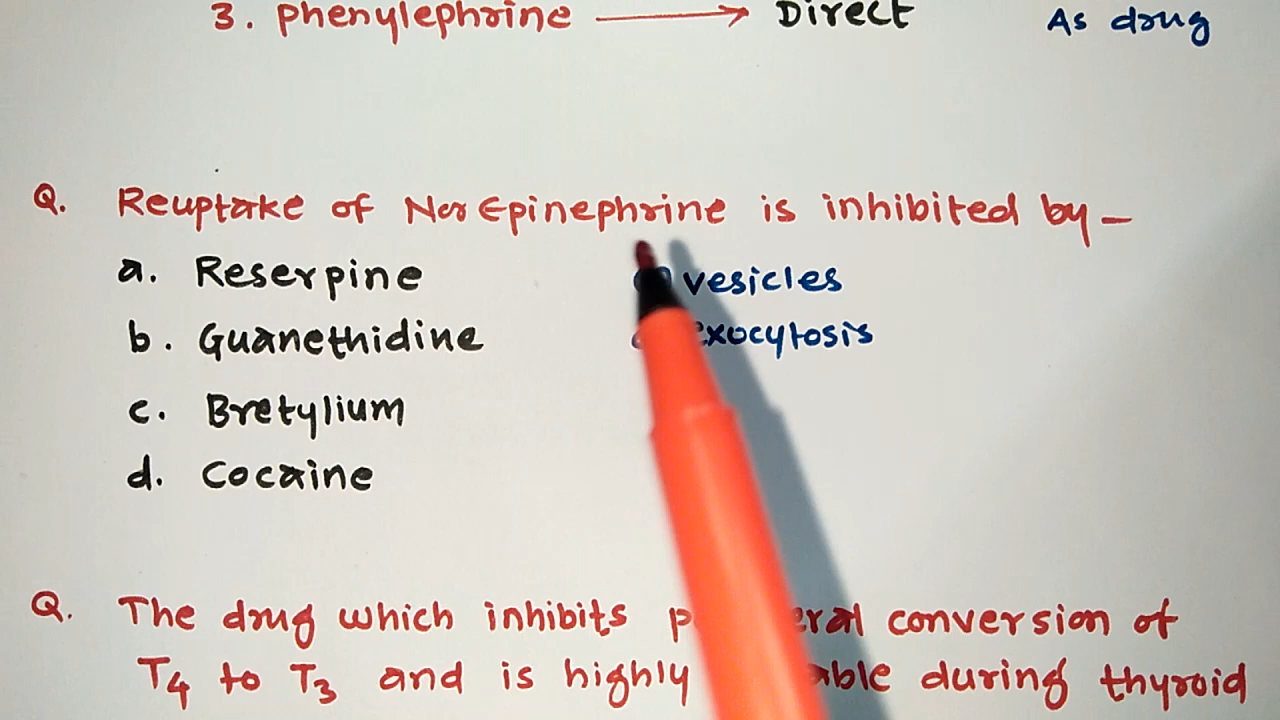 3. Phenylephrine ⟶ Direct As drug
Q. Reuptake of NorEpinephrine is inhibited by –
a. Reserpine vesicles
b. Guanethidine exocytosis
c. Bretylium
d. Cocaine
Q. The drug which inhibits conversion of
T4 to T3 and is highly during thyroid